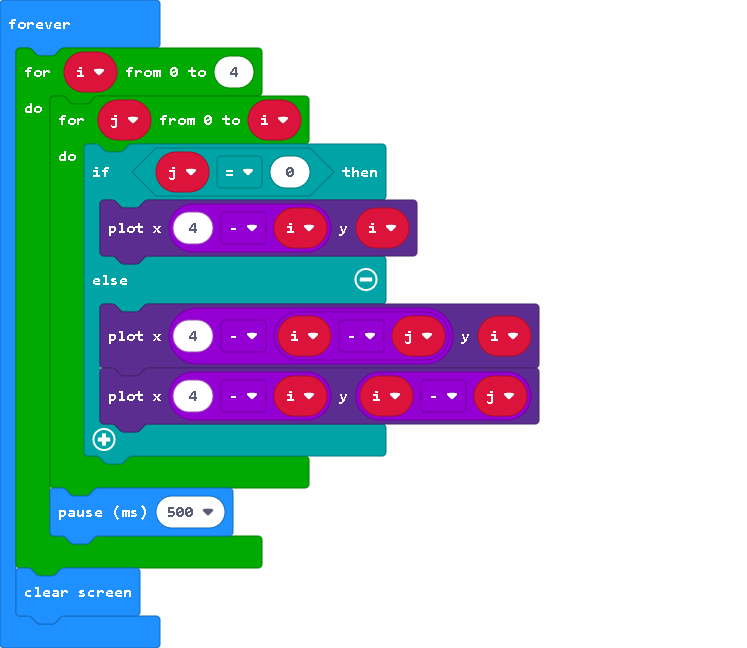 forever
for i from 0 to 4
do
for j from 0 to i
do
if j = 0 then
plot x 4 - i y i
else
plot x 4 - i - j y i
plot x 4 - i y i - j
pause (ms) 500
clear screen